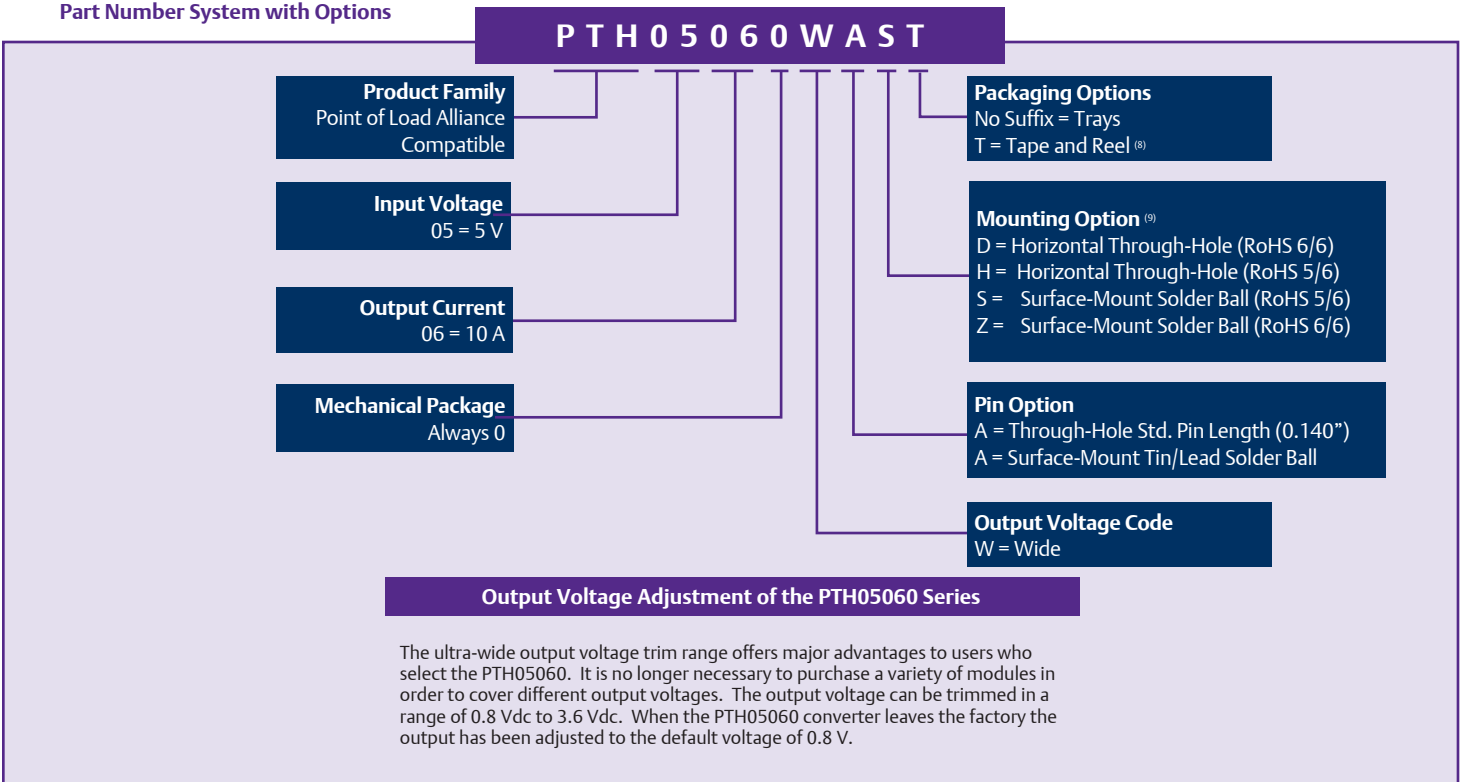 Part Number System with Options
PTH05060WAST
Product Family
Point of Load Alliance
Compatible
Input Voltage
05 = 5 V
Output Current
06 = 10 A
Mechanical Package
Always 0
Packaging Options
No Suffix = Trays
T = Tape and Reel (8)
Mounting Option (9)
D = Horizontal Through-Hole (RoHS 6/6)
H = Horizontal Through-Hole (RoHS 5/6)
S = Surface-Mount Solder Ball (RoHS 5/6)
Z = Surface-Mount Solder Ball (RoHS 6/6)
Pin Option
A = Through-Hole Std. Pin Length (0.140”)
A = Surface-Mount Tin/Lead Solder Ball
Output Voltage Code
W = Wide
Output Voltage Adjustment of the PTH05060 Series
The ultra-wide output voltage trim range offers major advantages to users who
select the PTH05060. It is no longer necessary to purchase a variety of modules in
order to cover different output voltages. The output voltage can be trimmed in a
range of 0.8 Vdc to 3.6 Vdc. When the PTH05060 converter leaves the factory the
output has been adjusted to the default voltage of 0.8 V.